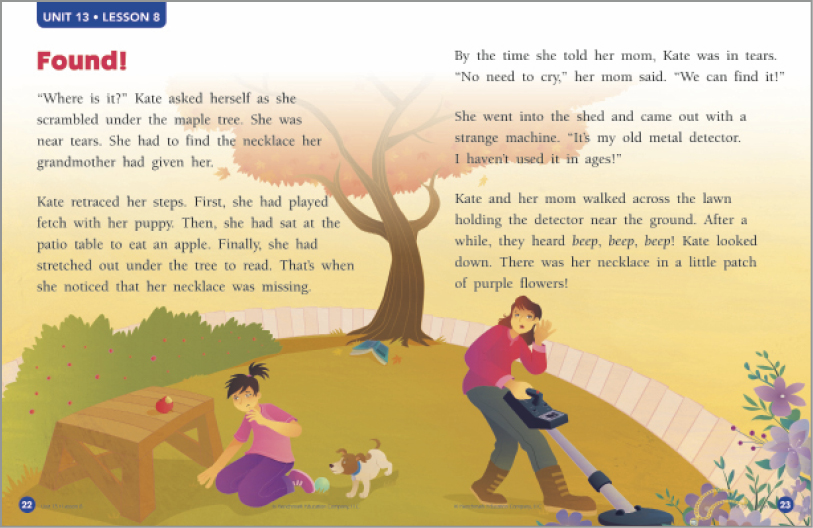 UNIT 13 • LESSON 8
Found!
“Where is it?” Kate asked herself as she
scrambled under the maple tree. She was
near tears. She had to find the necklace her
grandmother had given her.
Kate retraced her steps. First, she had played
fetch with her puppy. Then, she had sat at the
patio table to eat an apple. Finally, she had
stretched out under the tree to read. That’s when
she noticed that her necklace was missing.
By the time she told her mom, Kate was in tears.
“No need to cry,” her mom said. “We can find it!”
She went into the shed and came out with a
strange machine. “It’s my old metal detector.
I haven’t used it in ages!”
Kate and her mom walked across the lawn
holding the detector near the ground. After a
while, they heard beep, beep, beep! Kate looked
down. There was her necklace in a little patch
of purple flowers!
22
23